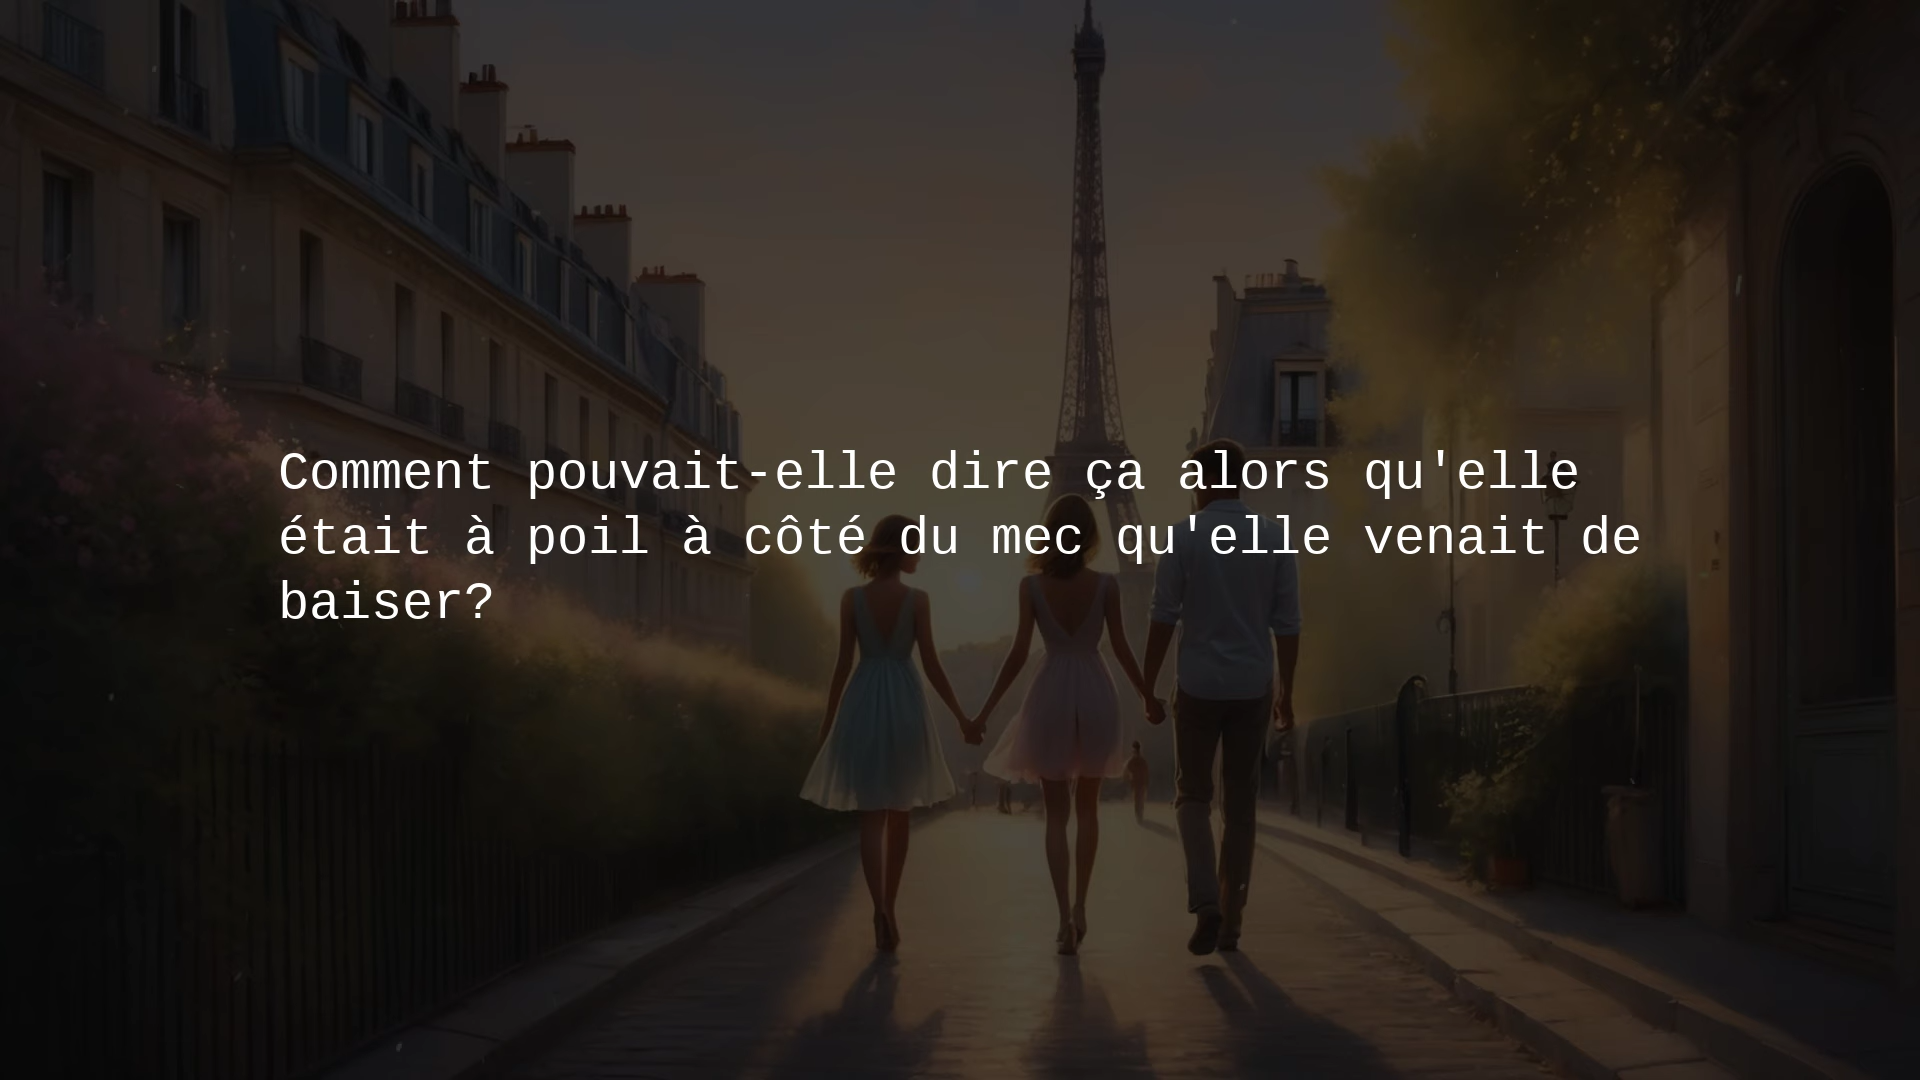 Comment pouvait-elle dire ça alors qu'elle
était à poil à côté du mec qu'elle venait de
baiser?